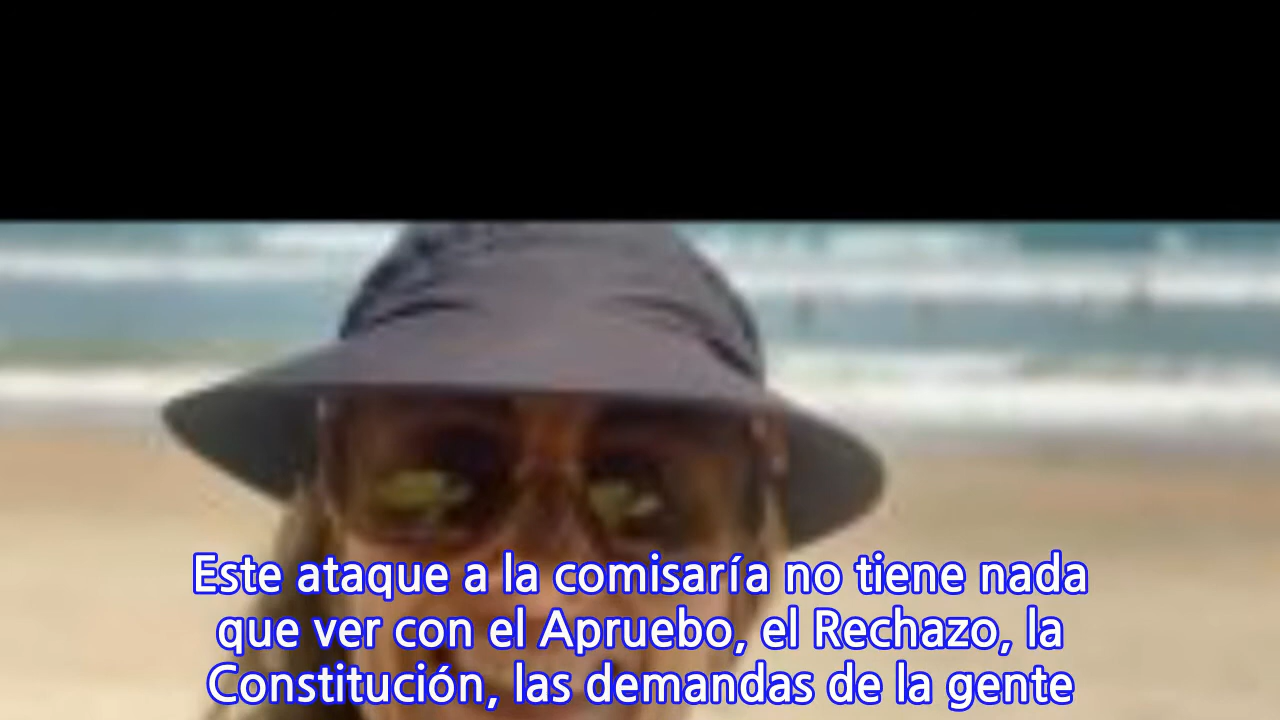 Este ataque a la comisaría no tiene nada
que ver con el Apruebo, el Rechazo, la
Constitución, las demandas de la gente